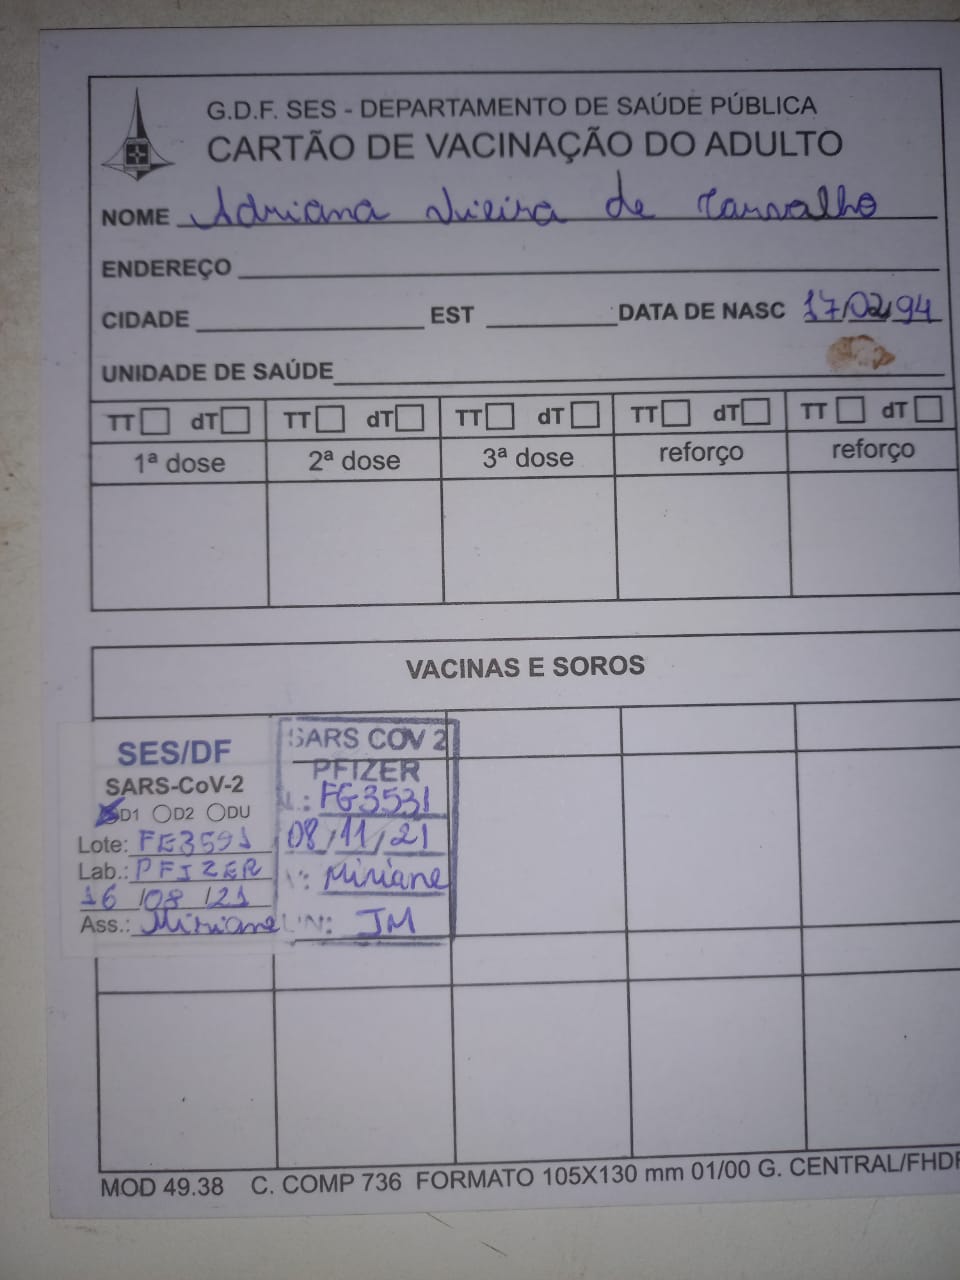 G.D.F. SES - DEPARTAMENTO DE SAÚDE PÚBLICA
CARTÃO DE VACINAÇÃO DO ADULTO
NOME Adriana Vieira de Carvalho
ENDEREÇO
CIDADE EST DATA DE NASC 17/02/94
UNIDADE DE SAÚDE
TT dT TT dT TT dT TT dT TT dT
1ª dose 2ª dose 3ª dose reforço reforço
VACINAS E SOROS
SES/DF
SARS-CoV-2
D1 D2 DU
Lote: FE3591
Lab.: PFIZER
16/08/21
Ass.: Miriane
SARS COV 2
PFIZER
L.: FG3531
08/11/21
Miriane
UN: JM
MOD 49.38 C. COMP 736 FORMATO 105X130 mm 01/00 G. CENTRAL/FHDF